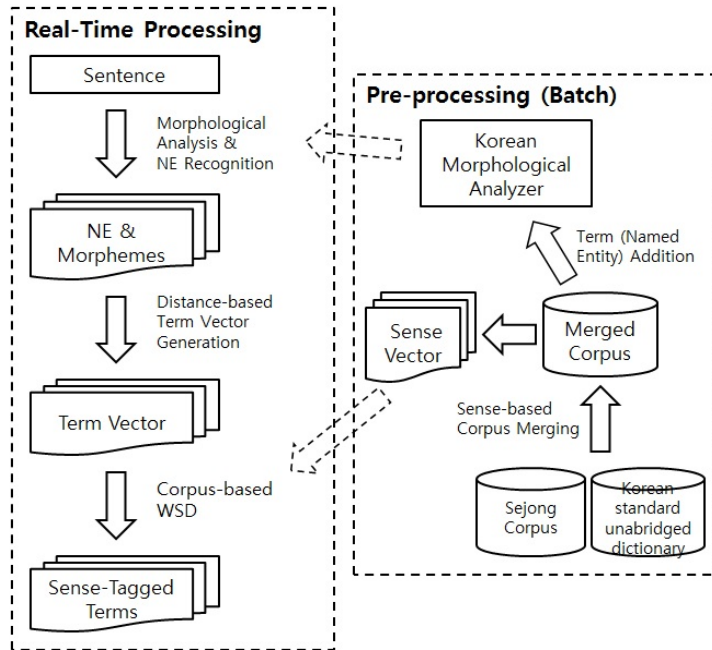 Real-Time Processing
Sentence
Morphological
Analysis &
NE Recognition
NE &
Morphemes
Distance-based
Term Vector
Generation
Term Vector
Corpus-based
WSD
Sense-Tagged
Terms
Pre-processing (Batch)
Korean
Morphological
Analyzer
Term (Named
Entity) Addition
Sense
Vector
Merged
Corpus
Sense-based
Corpus Merging
Sejong
Corpus
Korean
standard
unabridged
dictionary